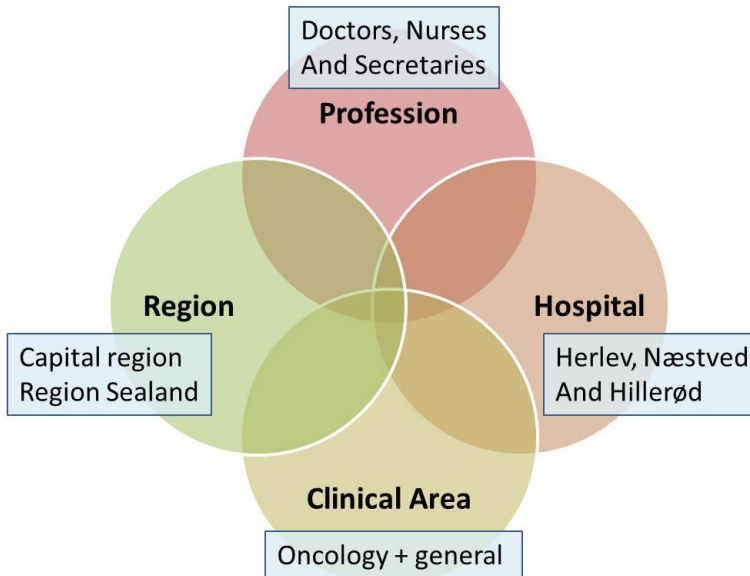 Doctors, Nurses
And Secretaries
Profession
Region
Hospital
Capital region
Region Sealand
Herlev, Næstved
And Hillerød
Clinical Area
Oncology + general